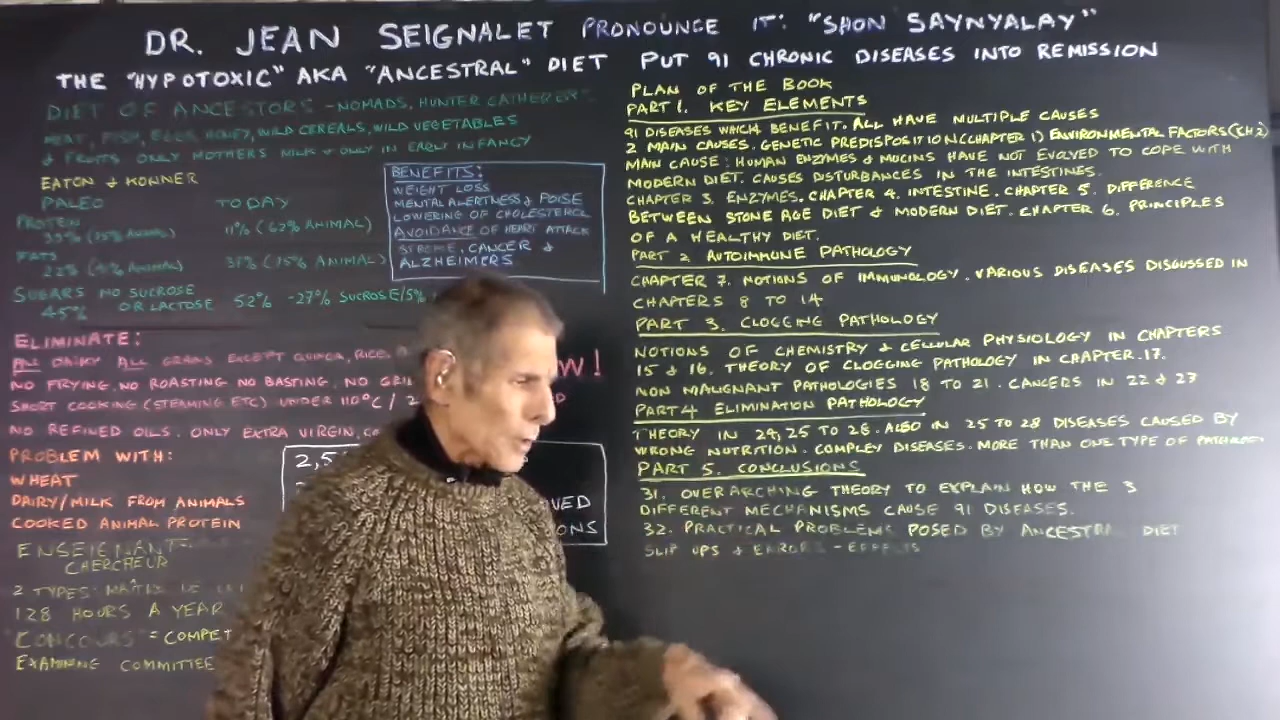 DR. JEAN SEIGNALET PRONOUNCE IT: "SHON SAYNYALAY"
THE "HYPOTOXIC" AKA "ANCESTRAL" DIET PUT 91 CHRONIC DISEASES INTO REMISSION
DIET OF ANCESTORS - NOMADS, HUNTER GATHERERS
MEAT, FISH, EGGS, HONEY, WILD CEREALS, WILD VEGETABLES
& FRUITS ONLY MOTHERS MILK & ONLY IN EARLY INFANCY
EATON & KONNER
PALEO TODAY
PROTEIN
(25% ANIMAL) 11% (62% ANIMAL)
FATS
22% ANIMAL) ANIMAL)
SUGARS NO SUCROSE
OR LACTOSE 52% -27% SUCROSE/5%
45%
BENEFITS:
WEIGHT LOSS
MENTAL ALERTNESS & POISE
LOWERING OF CHOLESTEROL
AVOIDANCE OF HEART ATTACK
STROKE, CANCER &
ALZHEIMERS
ELIMINATE:
ALL DAIRY ALL GRAINS EXCEPT QUINOA, RICE,
NO FRYING. NO ROASTING NO BASTING, NO
SHORT COOKING (STEAMING ETC) UNDER 110°C /
NO REFINED OILS. ONLY EXTRA VIRGIN,
W!
PROBLEM WITH:
WHEAT
DAIRY/MILK FROM ANIMALS
COOKED ANIMAL PROTEIN
2,5
ENSEIGNANT-
CHERCHEUR
2 TYPES:
128 HOURS A YEAR
"CONCOURS" =
EXAMINING COMMITTEE
PLAN OF THE BOOK
PART 1. KEY ELEMENTS
91 DISEASES WHICH BENEFIT. ALL HAVE MULTIPLE CAUSES
2 MAIN CAUSES. GENETIC PREDISPOSITION (CHAPTER 1) ENVIRONMENTAL FACTORS (CH 2)
MAIN CAUSE: HUMAN ENZYMES & MUCINS HAVE NOT EVOLVED TO COPE WITH
MODERN DIET. CAUSES DISTURBANCES IN THE INTESTINES.
CHAPTER 3. ENZYMES. CHAPTER 4. INTESTINE. CHAPTER 5. DIFFERENCE
BETWEEN STONE AGE DIET & MODERN DIET. CHAPTER 6. PRINCIPLES
OF A HEALTHY DIET.
PART 2. AUTOIMMUNE PATHOLOGY
CHAPTER 7. NOTIONS OF IMMUNOLOGY. VARIOUS DISEASES DISCUSSED IN
CHAPTERS 8 TO 14
PART 3. CLOGGING PATHOLOGY
NOTIONS OF CHEMISTRY & CELLULAR PHYSIOLOGY IN CHAPTERS
15 & 16. THEORY OF CLOGGING PATHOLOGY IN CHAPTER 17.
NON MALIGNANT PATHOLOGIES 18 TO 21. CANCERS IN 22 & 23
PART 4 ELIMINATION PATHOLOGY
THEORY IN 24, 25 TO 28. ALSO IN 25 TO 28 DISEASES CAUSED BY
WRONG NUTRITION. COMPLEX DISEASES. MORE THAN ONE TYPE OF
PART 5. CONCLUSIONS
31. OVERARCHING THEORY TO EXPLAIN HOW THE 3
DIFFERENT MECHANISMS CAUSE 91 DISEASES.
32. PRACTICAL PROBLEMS POSED BY ANCESTRAL DIET
SLIP UPS & ERRORS - EFFECTS